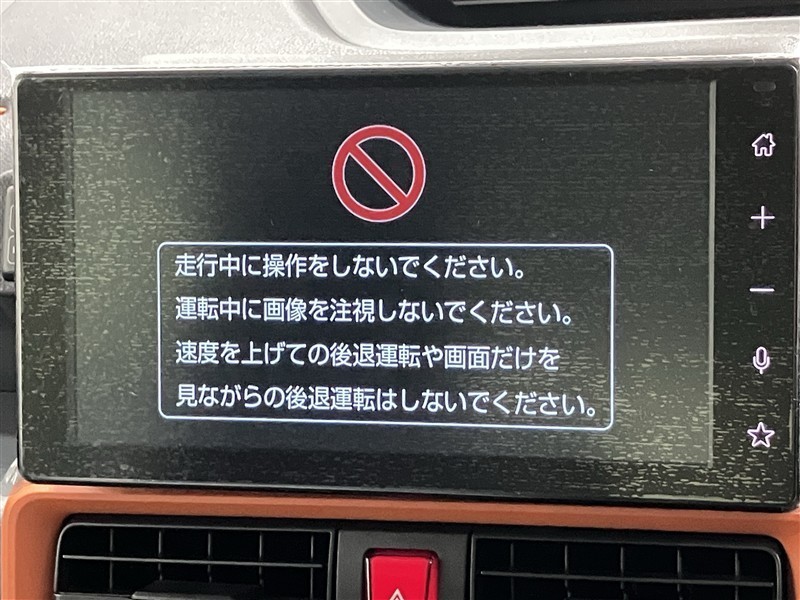 走行中に操作をしないでください。
運転中に画像を注視しないでください。
速度を上げての後退運転や画面だけを
見ながらの後退運転はしないでください。